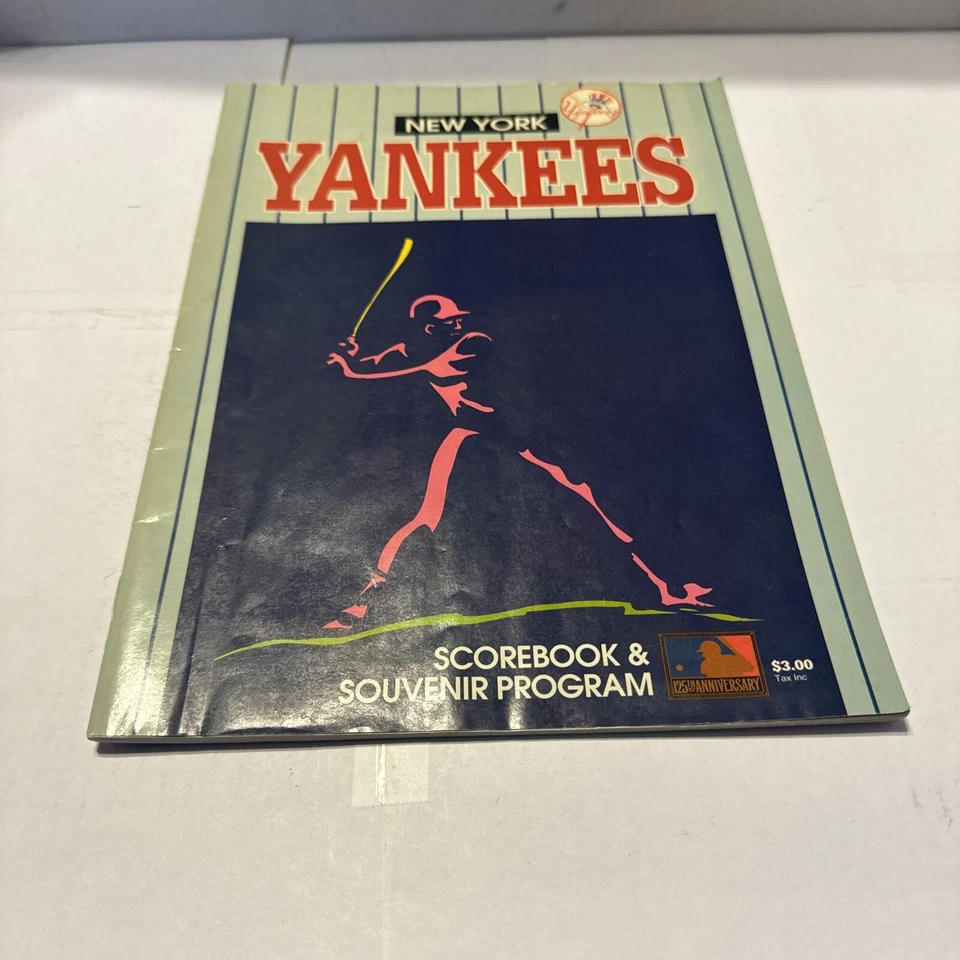 NEW YORK
YANKEES
SCOREBOOK &
SOUVENIR PROGRAM
125TH ANNIVERSARY
$3.00
Tax Inc